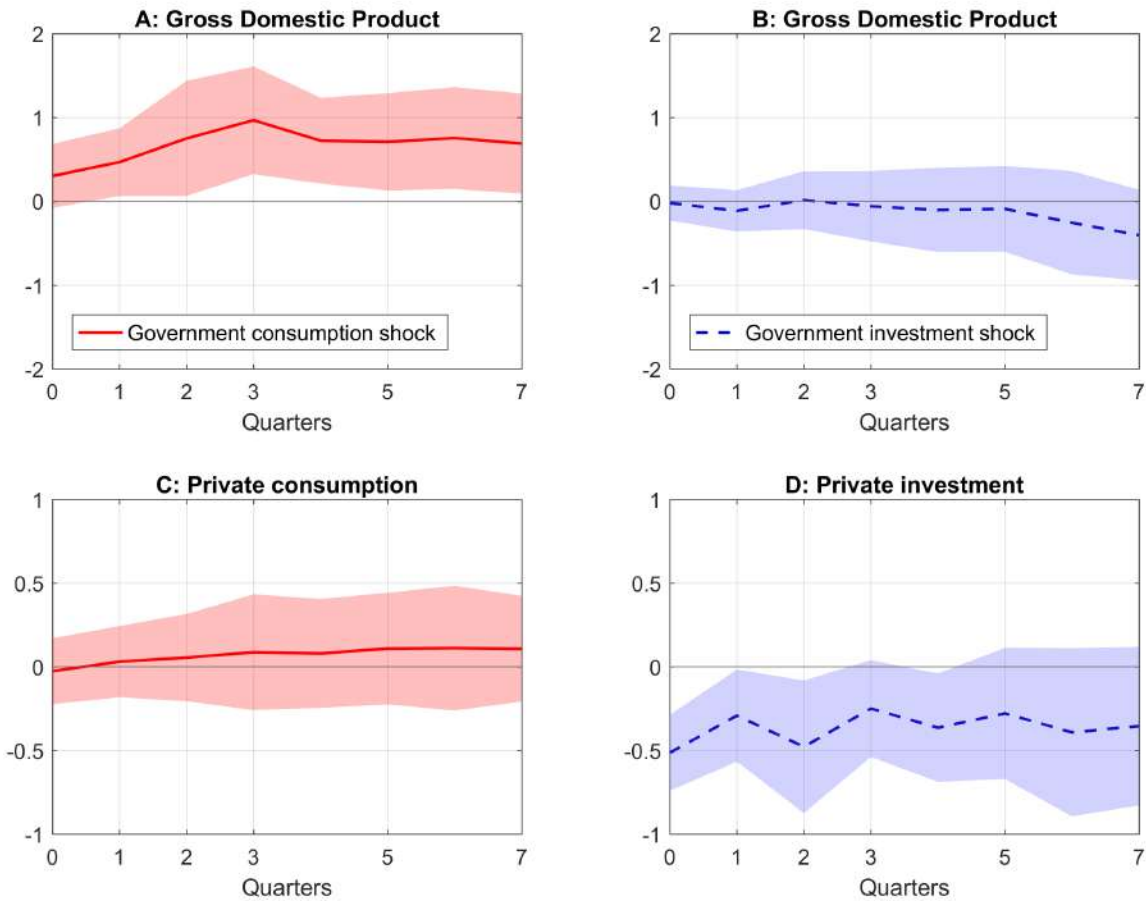 A: Gross Domestic Product
2
1
0
-1
-2
Government consumption shock
0 1 2 3 5 7
Quarters
B: Gross Domestic Product
2
1
0
-1
-2
Government investment shock
0 1 2 3 5 7
Quarters
C: Private consumption
1
0.5
0
-0.5
-1
0 1 2 3 5 7
Quarters
D: Private investment
1
0.5
0
-0.5
-1
0 1 2 3 5 7
Quarters